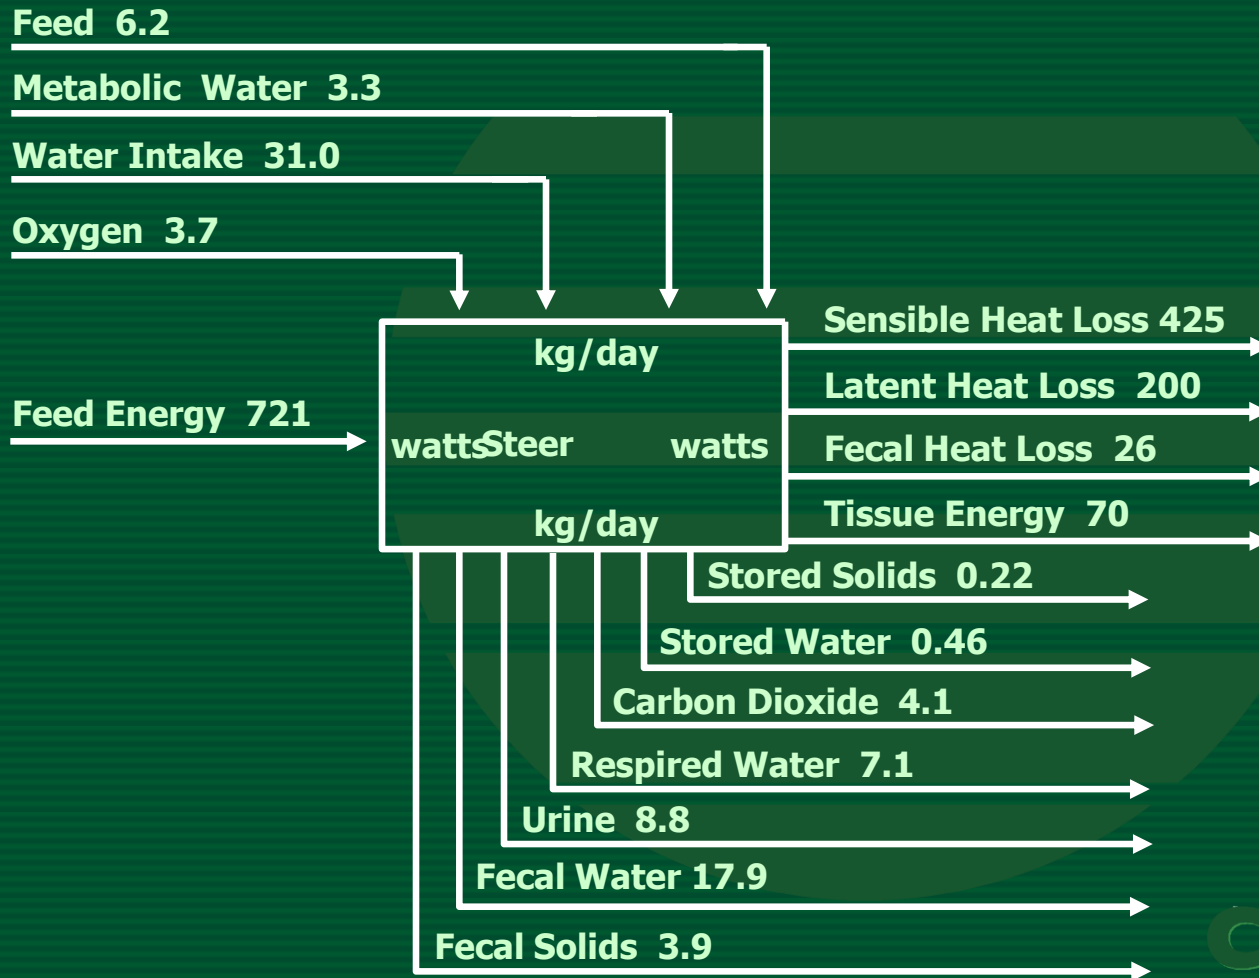 Feed 6.2
Metabolic Water 3.3
Water Intake 31.0
Oxygen 3.7
Feed Energy 721
kg/day
watts Steer watts
kg/day
Sensible Heat Loss 425
Latent Heat Loss 200
Fecal Heat Loss 26
Tissue Energy 70
Stored Solids 0.22
Stored Water 0.46
Carbon Dioxide 4.1
Respired Water 7.1
Urine 8.8
Fecal Water 17.9
Fecal Solids 3.9